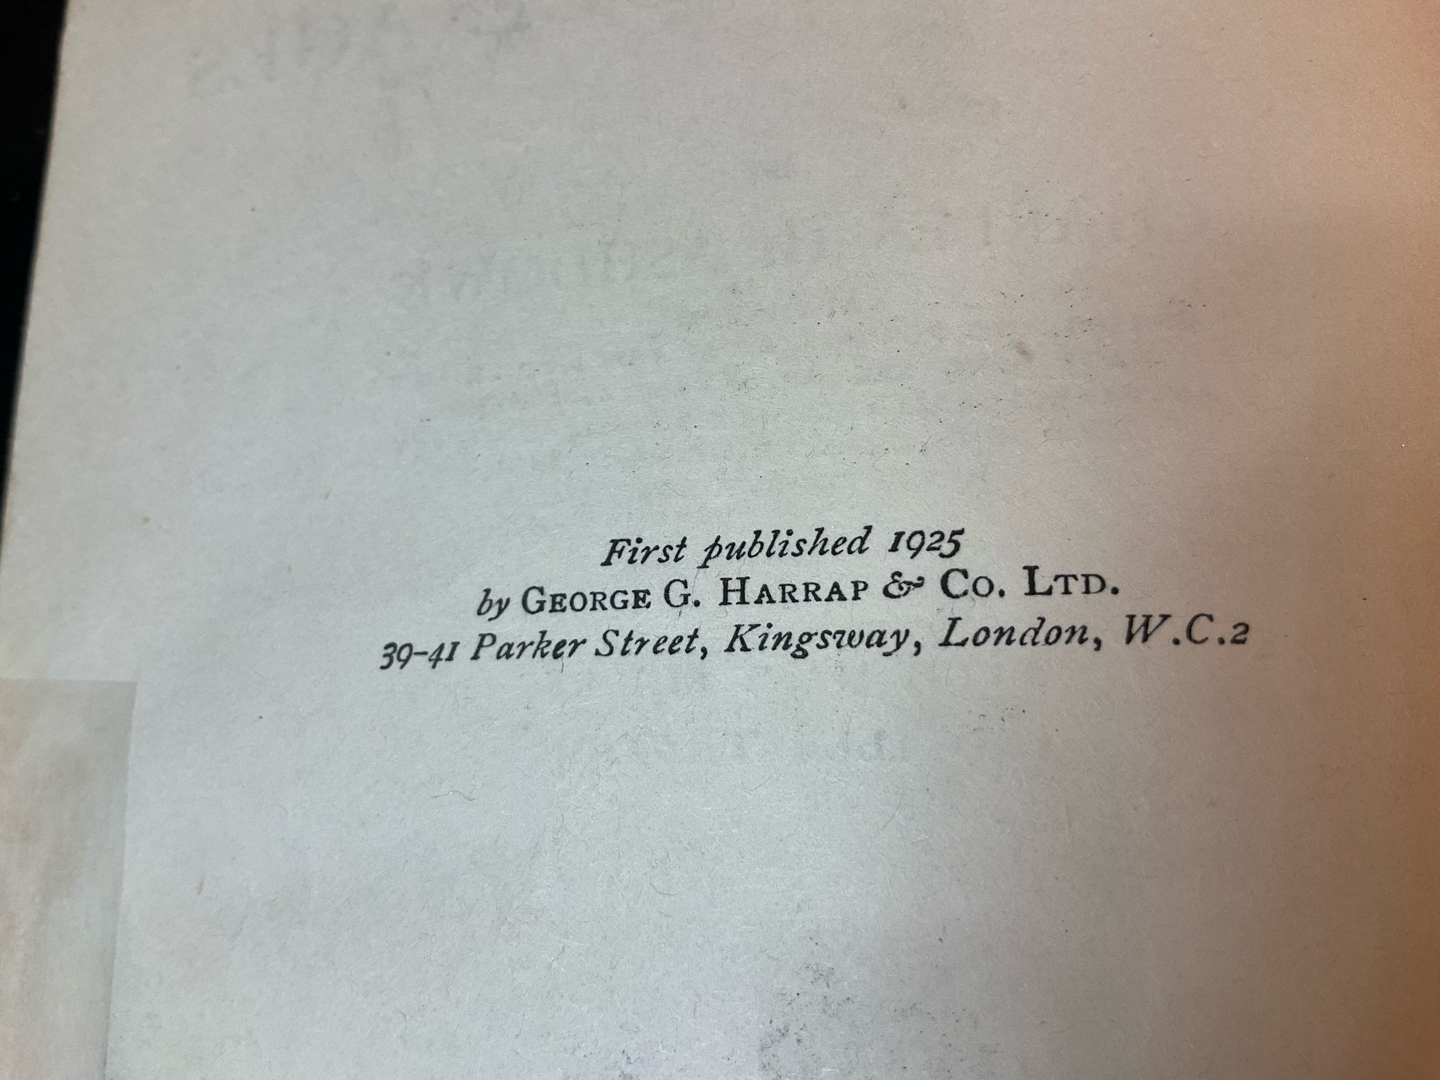 First published 1925
by GEORGE G. HARRAP & CO. LTD.
39-41 Parker Street, Kingsway, London, W.C.2